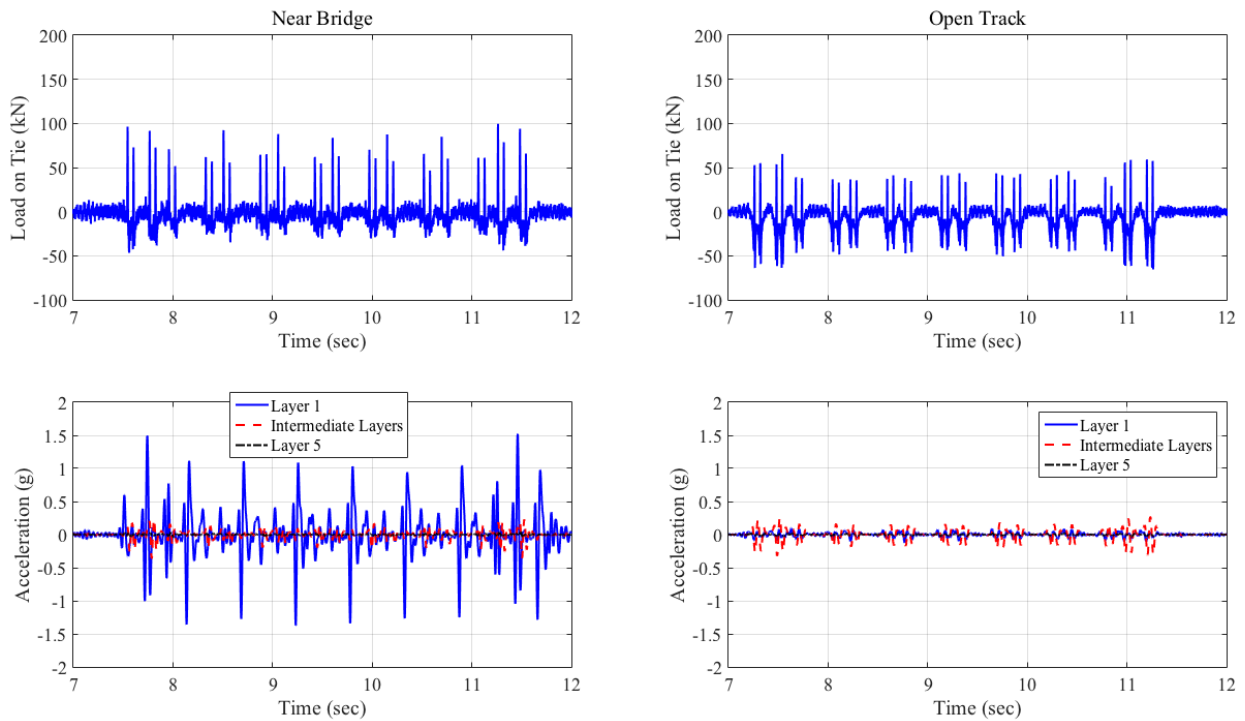 Near Bridge
200
150
100
50
0
-50
-100
Load on Tie (kN)
7 8 9 10 11 12
Time (sec)
Open Track
200
150
100
50
0
-50
-100
Load on Tie (kN)
7 8 9 10 11 12
Time (sec)
2
1.5
1
0.5
0
-0.5
-1
-1.5
-2
Acceleration (g)
Layer 1
Intermediate Layers
Layer 5
7 8 9 10 11 12
Time (sec)
2
1.5
1
0.5
0
-0.5
-1
-1.5
-2
Acceleration (g)
Layer 1
Intermediate Layers
Layer 5
7 8 9 10 11 12
Time (sec)